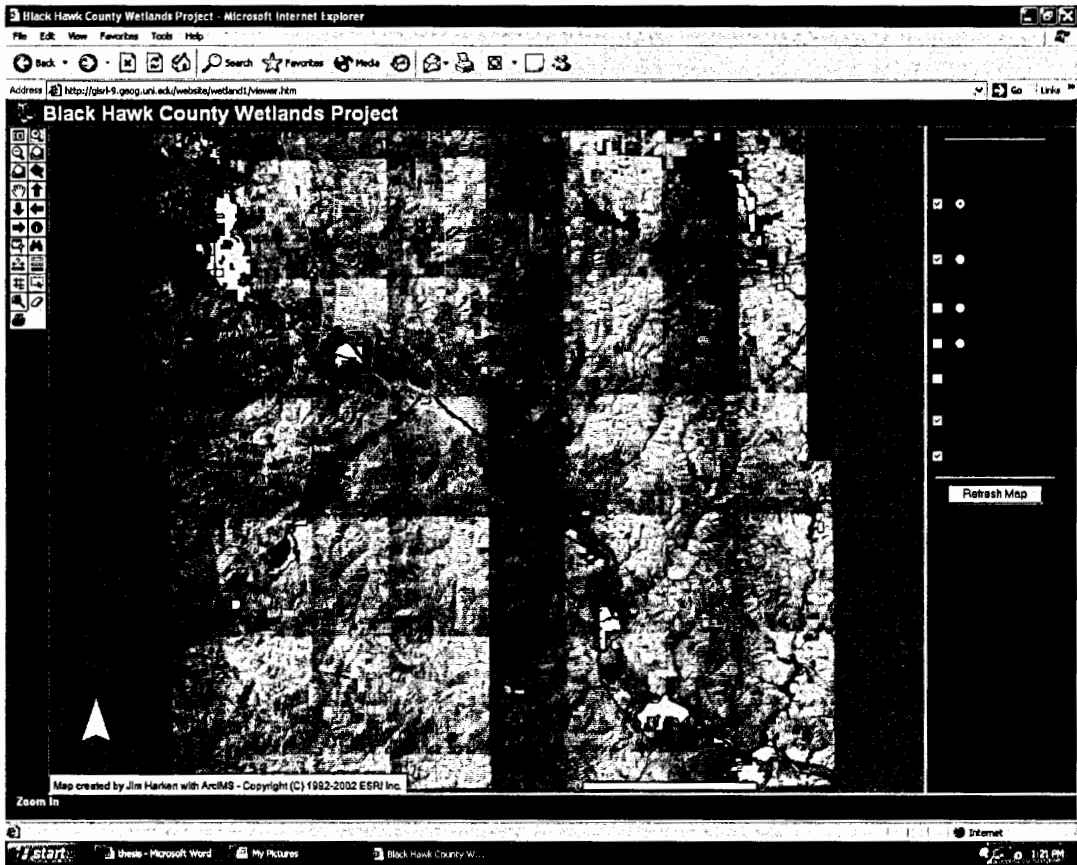 Black Hawk County Wetlands Project - Microsoft Internet Explorer
File Edit View Favorites Tools Help
Back Search Favorites Media
Address http://gisrl-9.geog.uni.edu/website/wetland1/viewer.htm Go Links »
Black Hawk County Wetlands Project
Refresh Map
Map created by Jim Harken with ArcIMS - Copyright (C) 1992-2002 ESRI Inc.
Zoom In
Internet
start thesis - Microsoft Word My Pictures Black Hawk County W... 1:21 PM